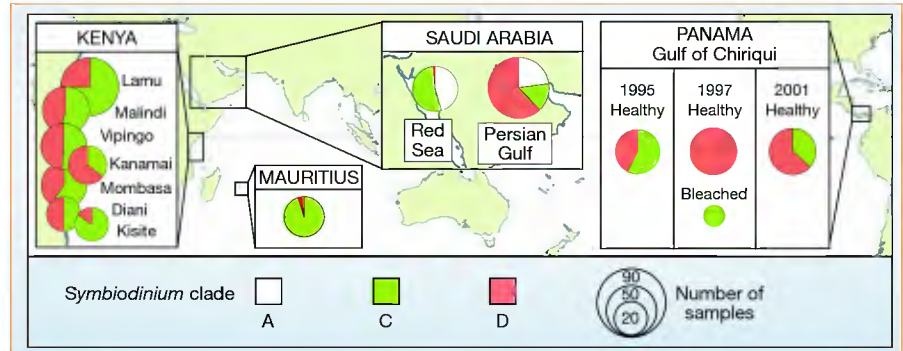 KENYA
Lamu
Malindi
Vipingo
Kanamai
Mombasa
Diani
Kisite
MAURITIUS
SAUDI ARABIA
Red
Sea
Persian
Gulf
PANAMA
Gulf of Chiriqui
1995
Healthy
1997
Healthy
Bleached
2001
Healthy
Symbiodinium clade
A
C
D
90
50
20
Number of
samples